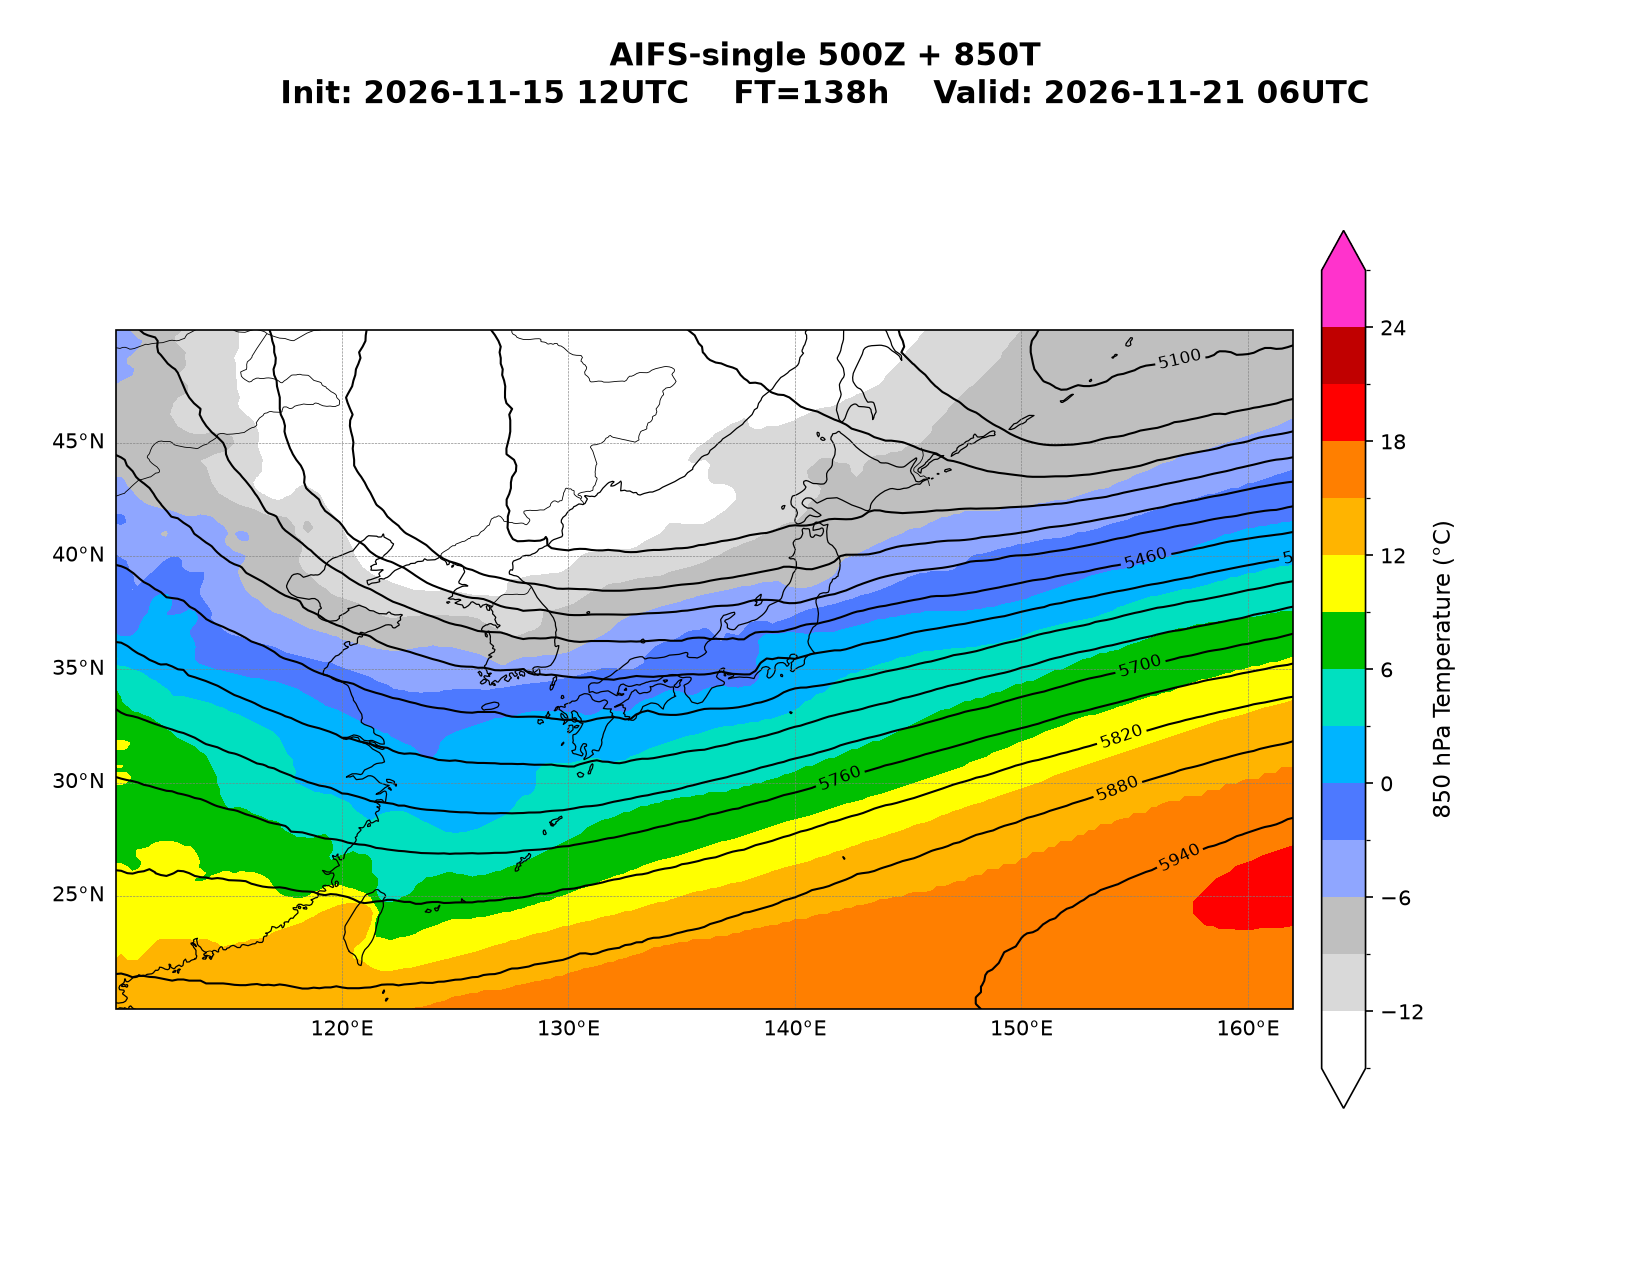 AIFS-single 500Z + 850T
Init: 2026-11-15 12UTC    FT=138h    Valid: 2026-11-21 06UTC
5100
24
45°N
18
40°N
5460
5
12
35°N
5700
6
5820
30°N
5760
5880
0
850 hPa Temperature (°C)
5940
25°N
−6
−12
120°E
130°E
140°E
150°E
160°E